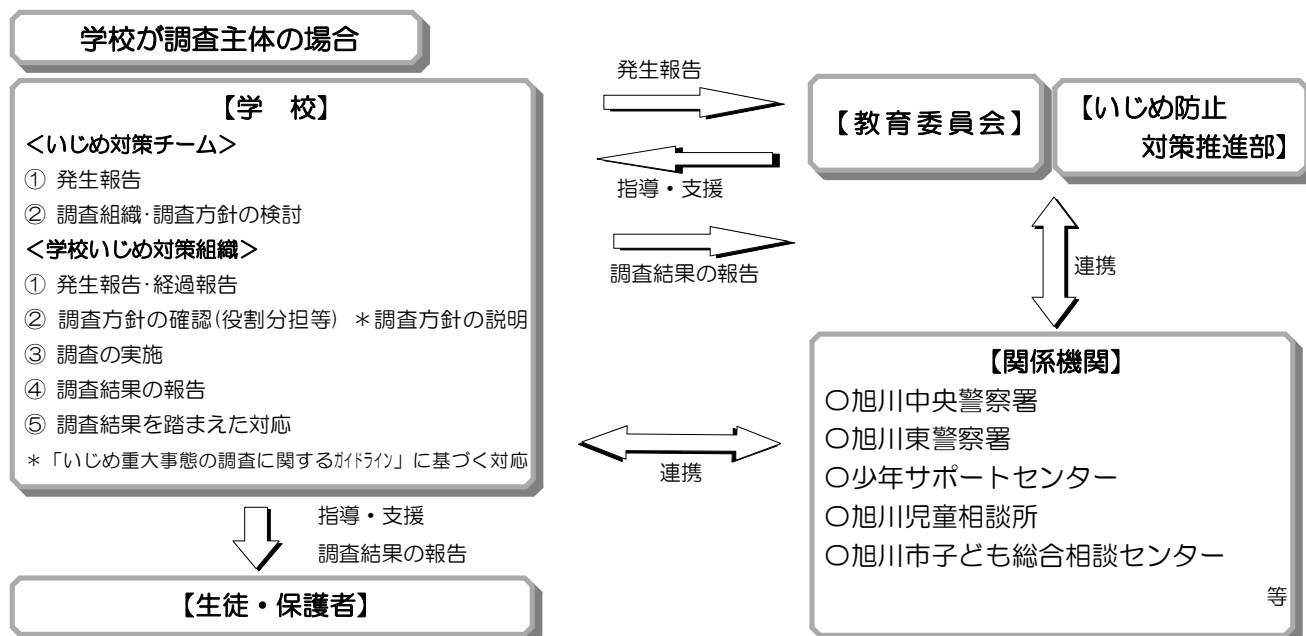 学校が調査主体の場合
【学 校】
<いじめ対策チーム>
① 発生報告
② 調査組織・調査方針の検討
<学校いじめ対策組織>
① 発生報告・経過報告
② 調査方針の確認(役割分担等) *調査方針の説明
③ 調査の実施
④ 調査結果の報告
⑤ 調査結果を踏まえた対応
*「いじめ重大事態の調査に関するガイドライン」に基づく対応
発生報告
指導・支援
調査結果の報告
【教育委員会】
【いじめ防止
対策推進部】
連携
連携
【関係機関】
○旭川中央警察署
○旭川東警察署
○少年サポートセンター
○旭川児童相談所
○旭川市子ども総合相談センター
等
指導・支援
調査結果の報告
【生徒・保護者】